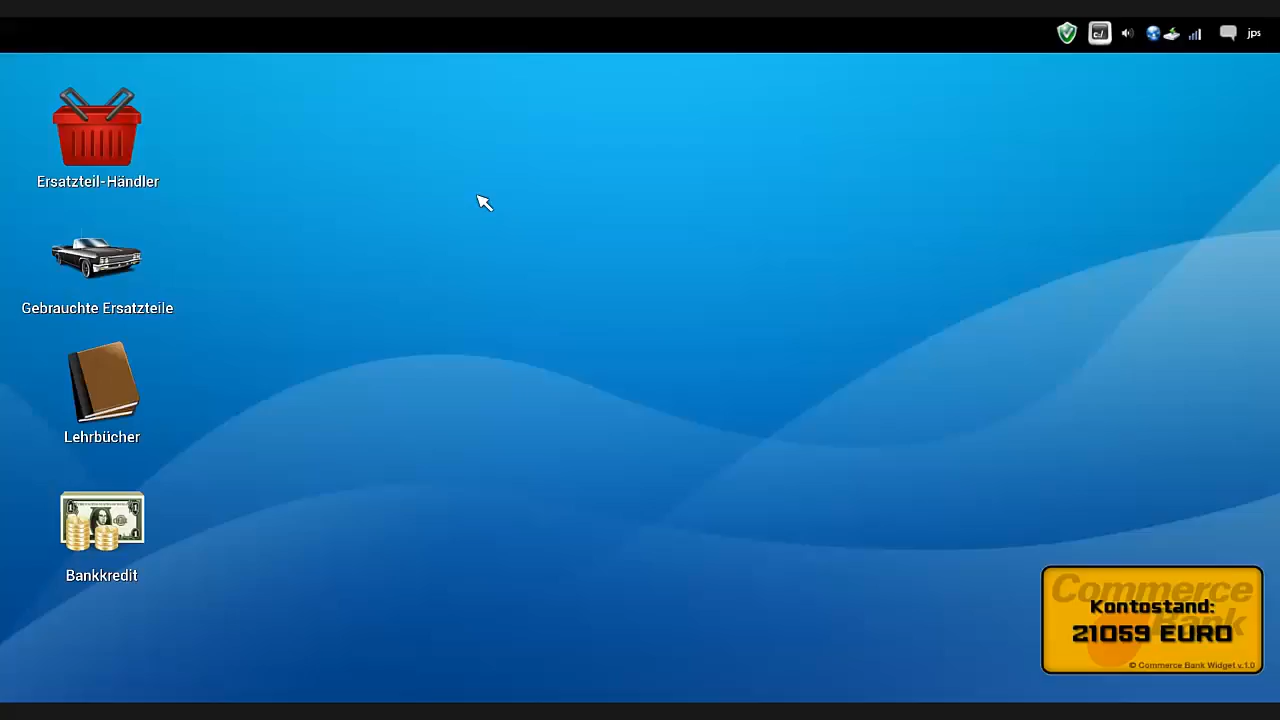 c:/
jps
Ersatzteil-Händler
Gebrauchte Ersatzteile
Lehrbücher
Bankkredit
Commerce Bank
Kontostand:
21059 EURO
© Commerce Bank Widget v.1.0